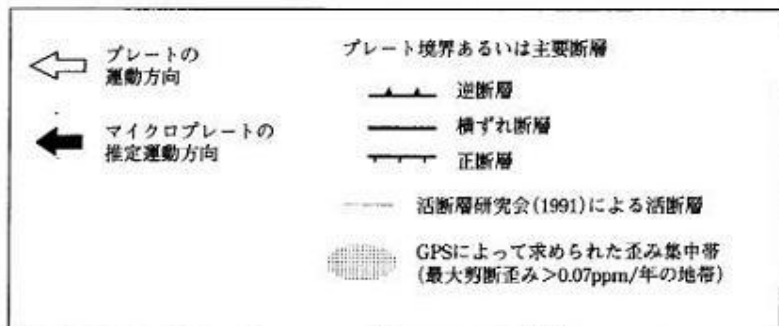 プレートの
運動方向
マイクロプレートの
推定運動方向
プレート境界あるいは主要断層
逆断層
横ずれ断層
正断層
活断層研究会(1991)による活断層
GPSによって求められた歪み集中帯
(最大剪断歪み>0.07ppm/年の地帯)